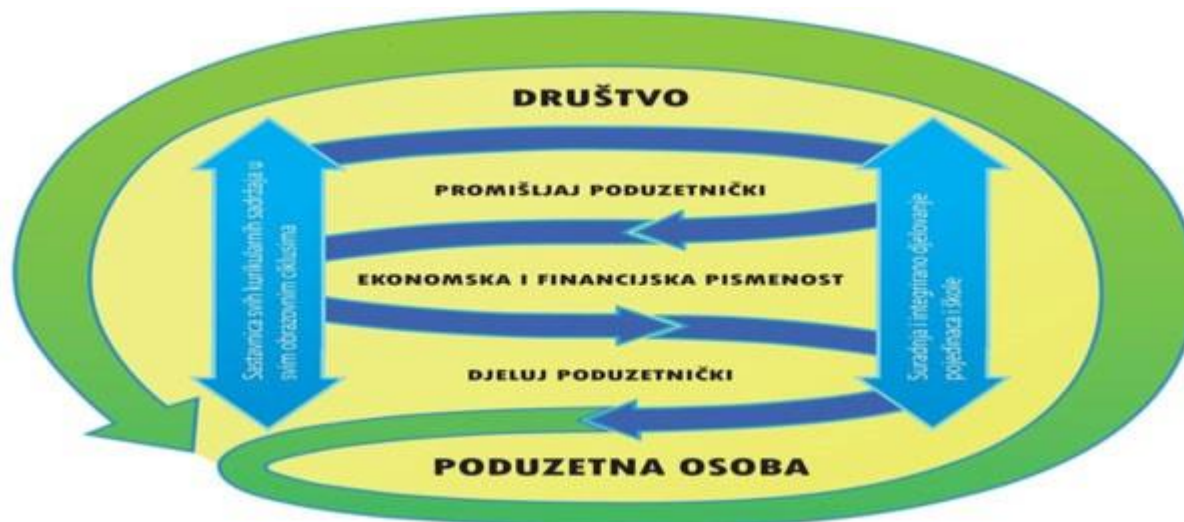 DRUŠTVO
PROMIŠLJAJ PODUZETNIČKI
EKONOMSKA I FINANCIJSKA PISMENOST
DJELUJ PODUZETNIČKI
PODUZETNA OSOBA
Sastavnica svih kurikularnih sadržaja u
svim obrazovnim ciklusima
Suradnja i integrirano djelovanje
pojedinaca i škole